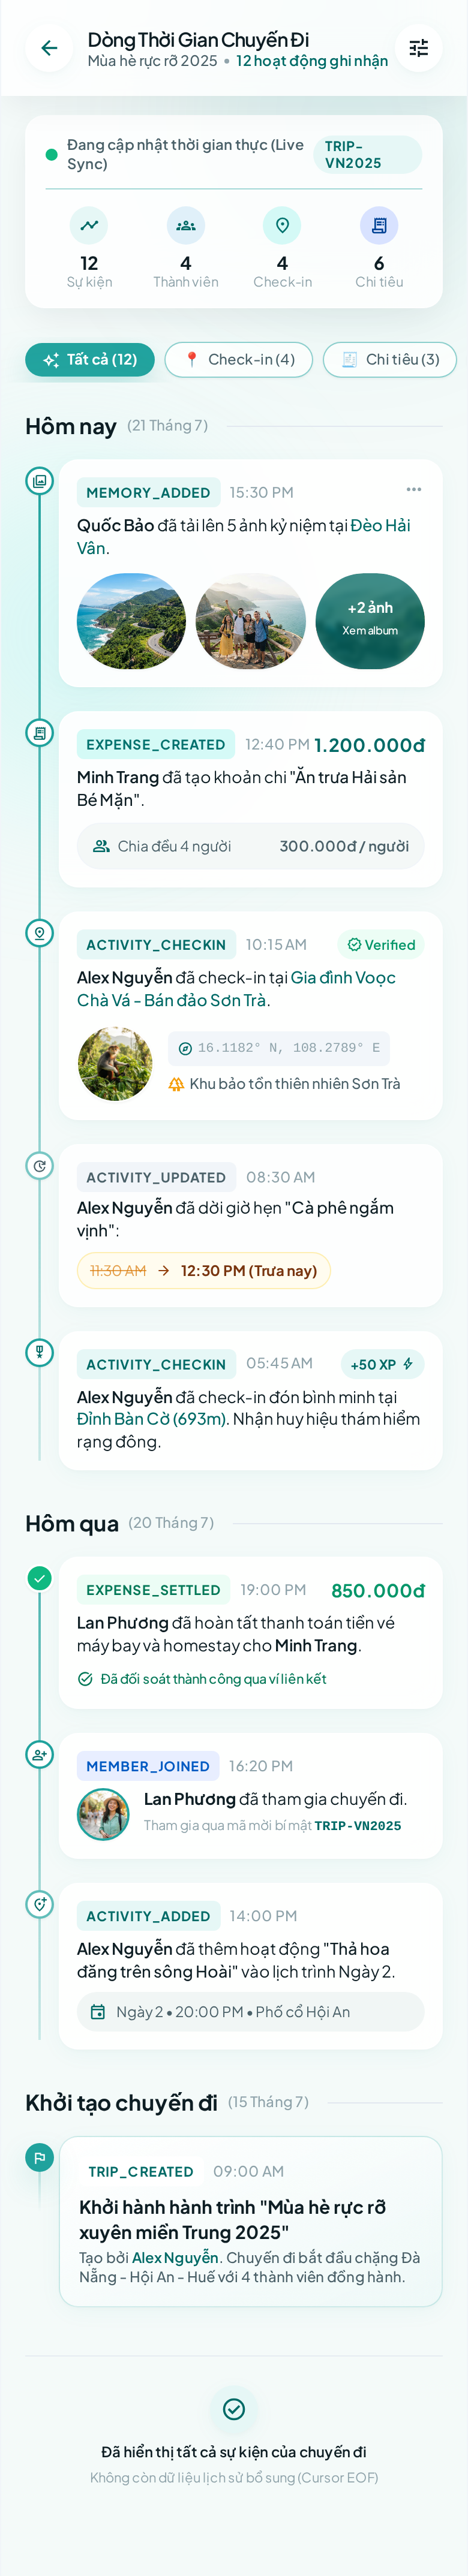 Dòng Thời Gian Chuyến Đi
Mùa hè rực rỡ 2025 • 12 hoạt động ghi nhận
Đang cập nhật thời gian thực (Live
Sync)
TRIP-
VN2025
12
Sự kiện
4
Thành viên
4
Check-in
6
Chi tiêu
Tất cả (12)
📍 Check-in (4)
🧾 Chi tiêu (3)
Hôm nay (21 Tháng 7)
MEMORY_ADDED 15:30 PM
Quốc Bảo đã tải lên 5 ảnh kỷ niệm tại Đèo Hải
Vân.
+2 ảnh
Xem album
EXPENSE_CREATED 12:40 PM 1.200.000đ
Minh Trang đã tạo khoản chi "Ăn trưa Hải sản
Bé Mặn".
Chia đều 4 người 300.000đ / người
ACTIVITY_CHECKIN 10:15 AM Verified
Alex Nguyễn đã check-in tại Gia đình Voọc
Chà Vá - Bán đảo Sơn Trà.
16.1182° N, 108.2789° E
Khu bảo tồn thiên nhiên Sơn Trà
ACTIVITY_UPDATED 08:30 AM
Alex Nguyễn đã dời giờ hẹn "Cà phê ngắm
vịnh":
11:30 AM → 12:30 PM (Trưa nay)
ACTIVITY_CHECKIN 05:45 AM +50 XP
Alex Nguyễn đã check-in đón bình minh tại
Đỉnh Bàn Cờ (693m). Nhận huy hiệu thám hiểm
rạng đông.
Hôm qua (20 Tháng 7)
EXPENSE_SETTLED 19:00 PM 850.000đ
Lan Phương đã hoàn tất thanh toán tiền vé
máy bay và homestay cho Minh Trang.
Đã đối soát thành công qua ví liên kết
MEMBER_JOINED 16:20 PM
Lan Phương đã tham gia chuyến đi.
Tham gia qua mã mời bí mật TRIP-VN2025
ACTIVITY_ADDED 14:00 PM
Alex Nguyễn đã thêm hoạt động "Thả hoa
đăng trên sông Hoài" vào lịch trình Ngày 2.
Ngày 2 • 20:00 PM • Phố cổ Hội An
Khởi tạo chuyến đi (15 Tháng 7)
TRIP_CREATED 09:00 AM
Khởi hành hành trình "Mùa hè rực rỡ
xuyên miền Trung 2025"
Tạo bởi Alex Nguyễn. Chuyến đi bắt đầu chặng Đà
Nẵng - Hội An - Huế với 4 thành viên đồng hành.
Đã hiển thị tất cả sự kiện của chuyến đi
Không còn dữ liệu lịch sử bổ sung (Cursor EOF)